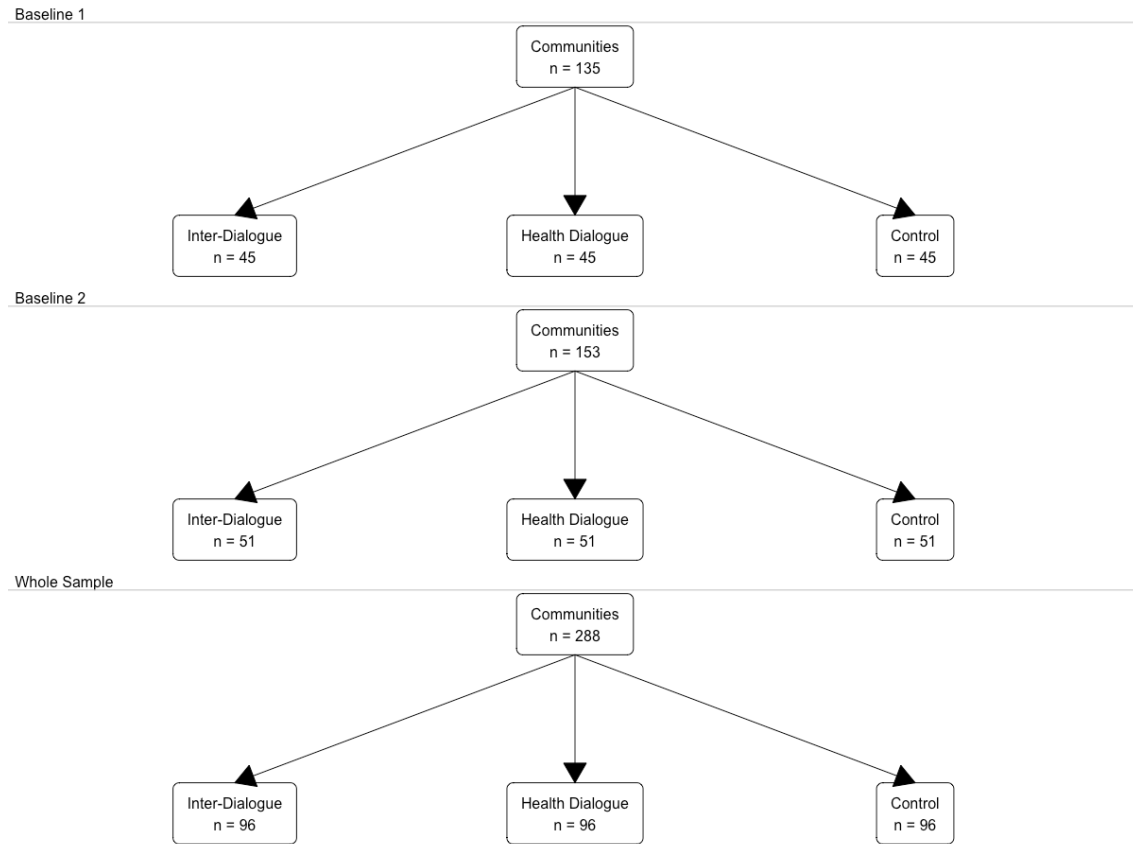 Baseline 1
Communities
n = 135
Inter-Dialogue
n = 45
Health Dialogue
n = 45
Control
n = 45
Baseline 2
Communities
n = 153
Inter-Dialogue
n = 51
Health Dialogue
n = 51
Control
n = 51
Whole Sample
Communities
n = 288
Inter-Dialogue
n = 96
Health Dialogue
n = 96
Control
n = 96